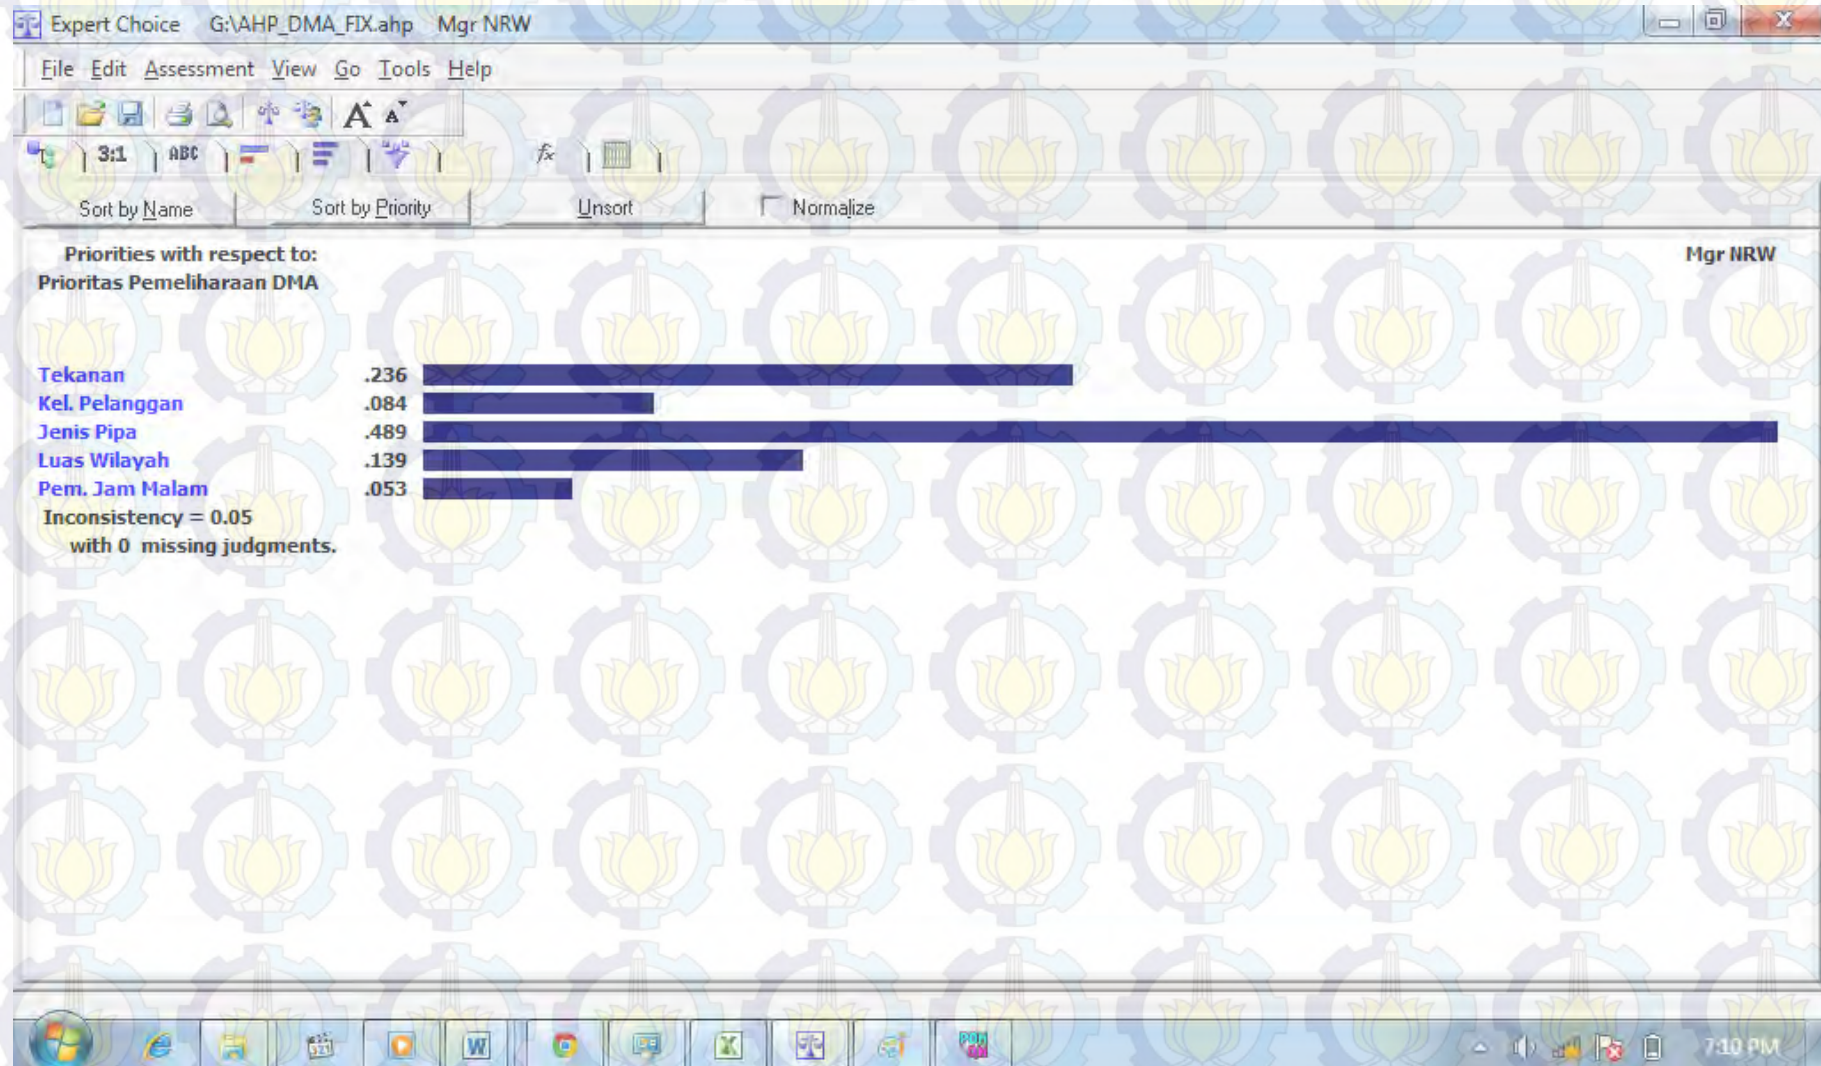 Expert Choice G:\AHP_DMA_FIX.ahp Mgr NRW
File Edit Assessment View Go Tools Help
A A
3:1 ABC fx
Sort by Name Sort by Priority Unsort Normalize
Priorities with respect to: Mgr NRW
Prioritas Pemeliharaan DMA
Tekanan .236
Kel. Pelanggan .084
Jenis Pipa .489
Luas Wilayah .139
Pem. Jam Malam .053
Inconsistency = 0.05
with 0 missing judgments.
7:10 PM